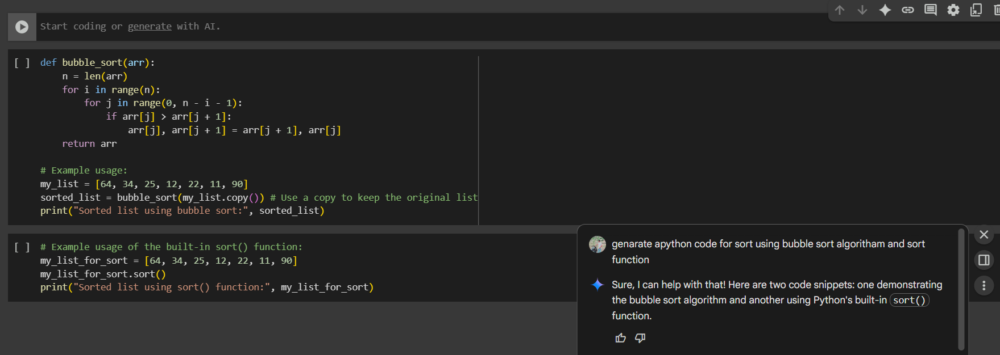 Start coding or generate with AI.
[ ] def bubble_sort(arr):
    n = len(arr)
    for i in range(n):
        for j in range(0, n - i - 1):
            if arr[j] > arr[j + 1]:
                arr[j], arr[j + 1] = arr[j + 1], arr[j]
    return arr
# Example usage:
my_list = [64, 34, 25, 12, 22, 11, 90]
sorted_list = bubble_sort(my_list.copy()) # Use a copy to keep the original list
print("Sorted list using bubble sort:", sorted_list)
[ ] # Example usage of the built-in sort() function:
my_list_for_sort = [64, 34, 25, 12, 22, 11, 90]
my_list_for_sort.sort()
print("Sorted list using sort() function:", my_list_for_sort)
genarate apython code for sort using bubble sort algoritham and sort
function
Sure, I can help with that! Here are two code snippets: one demonstrating
the bubble sort algorithm and another using Python's built-in sort()
function.